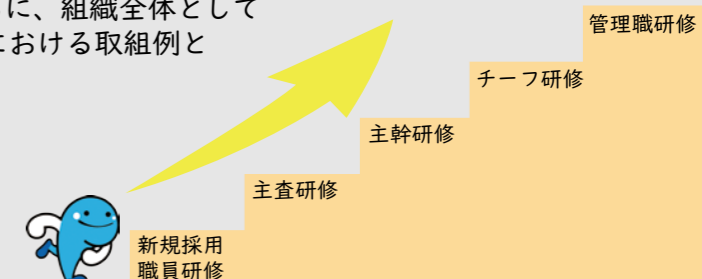 に、組織全体として
おける取組例と
管理職研修
チーフ研修
主幹研修
主査研修
新規採用
職員研修